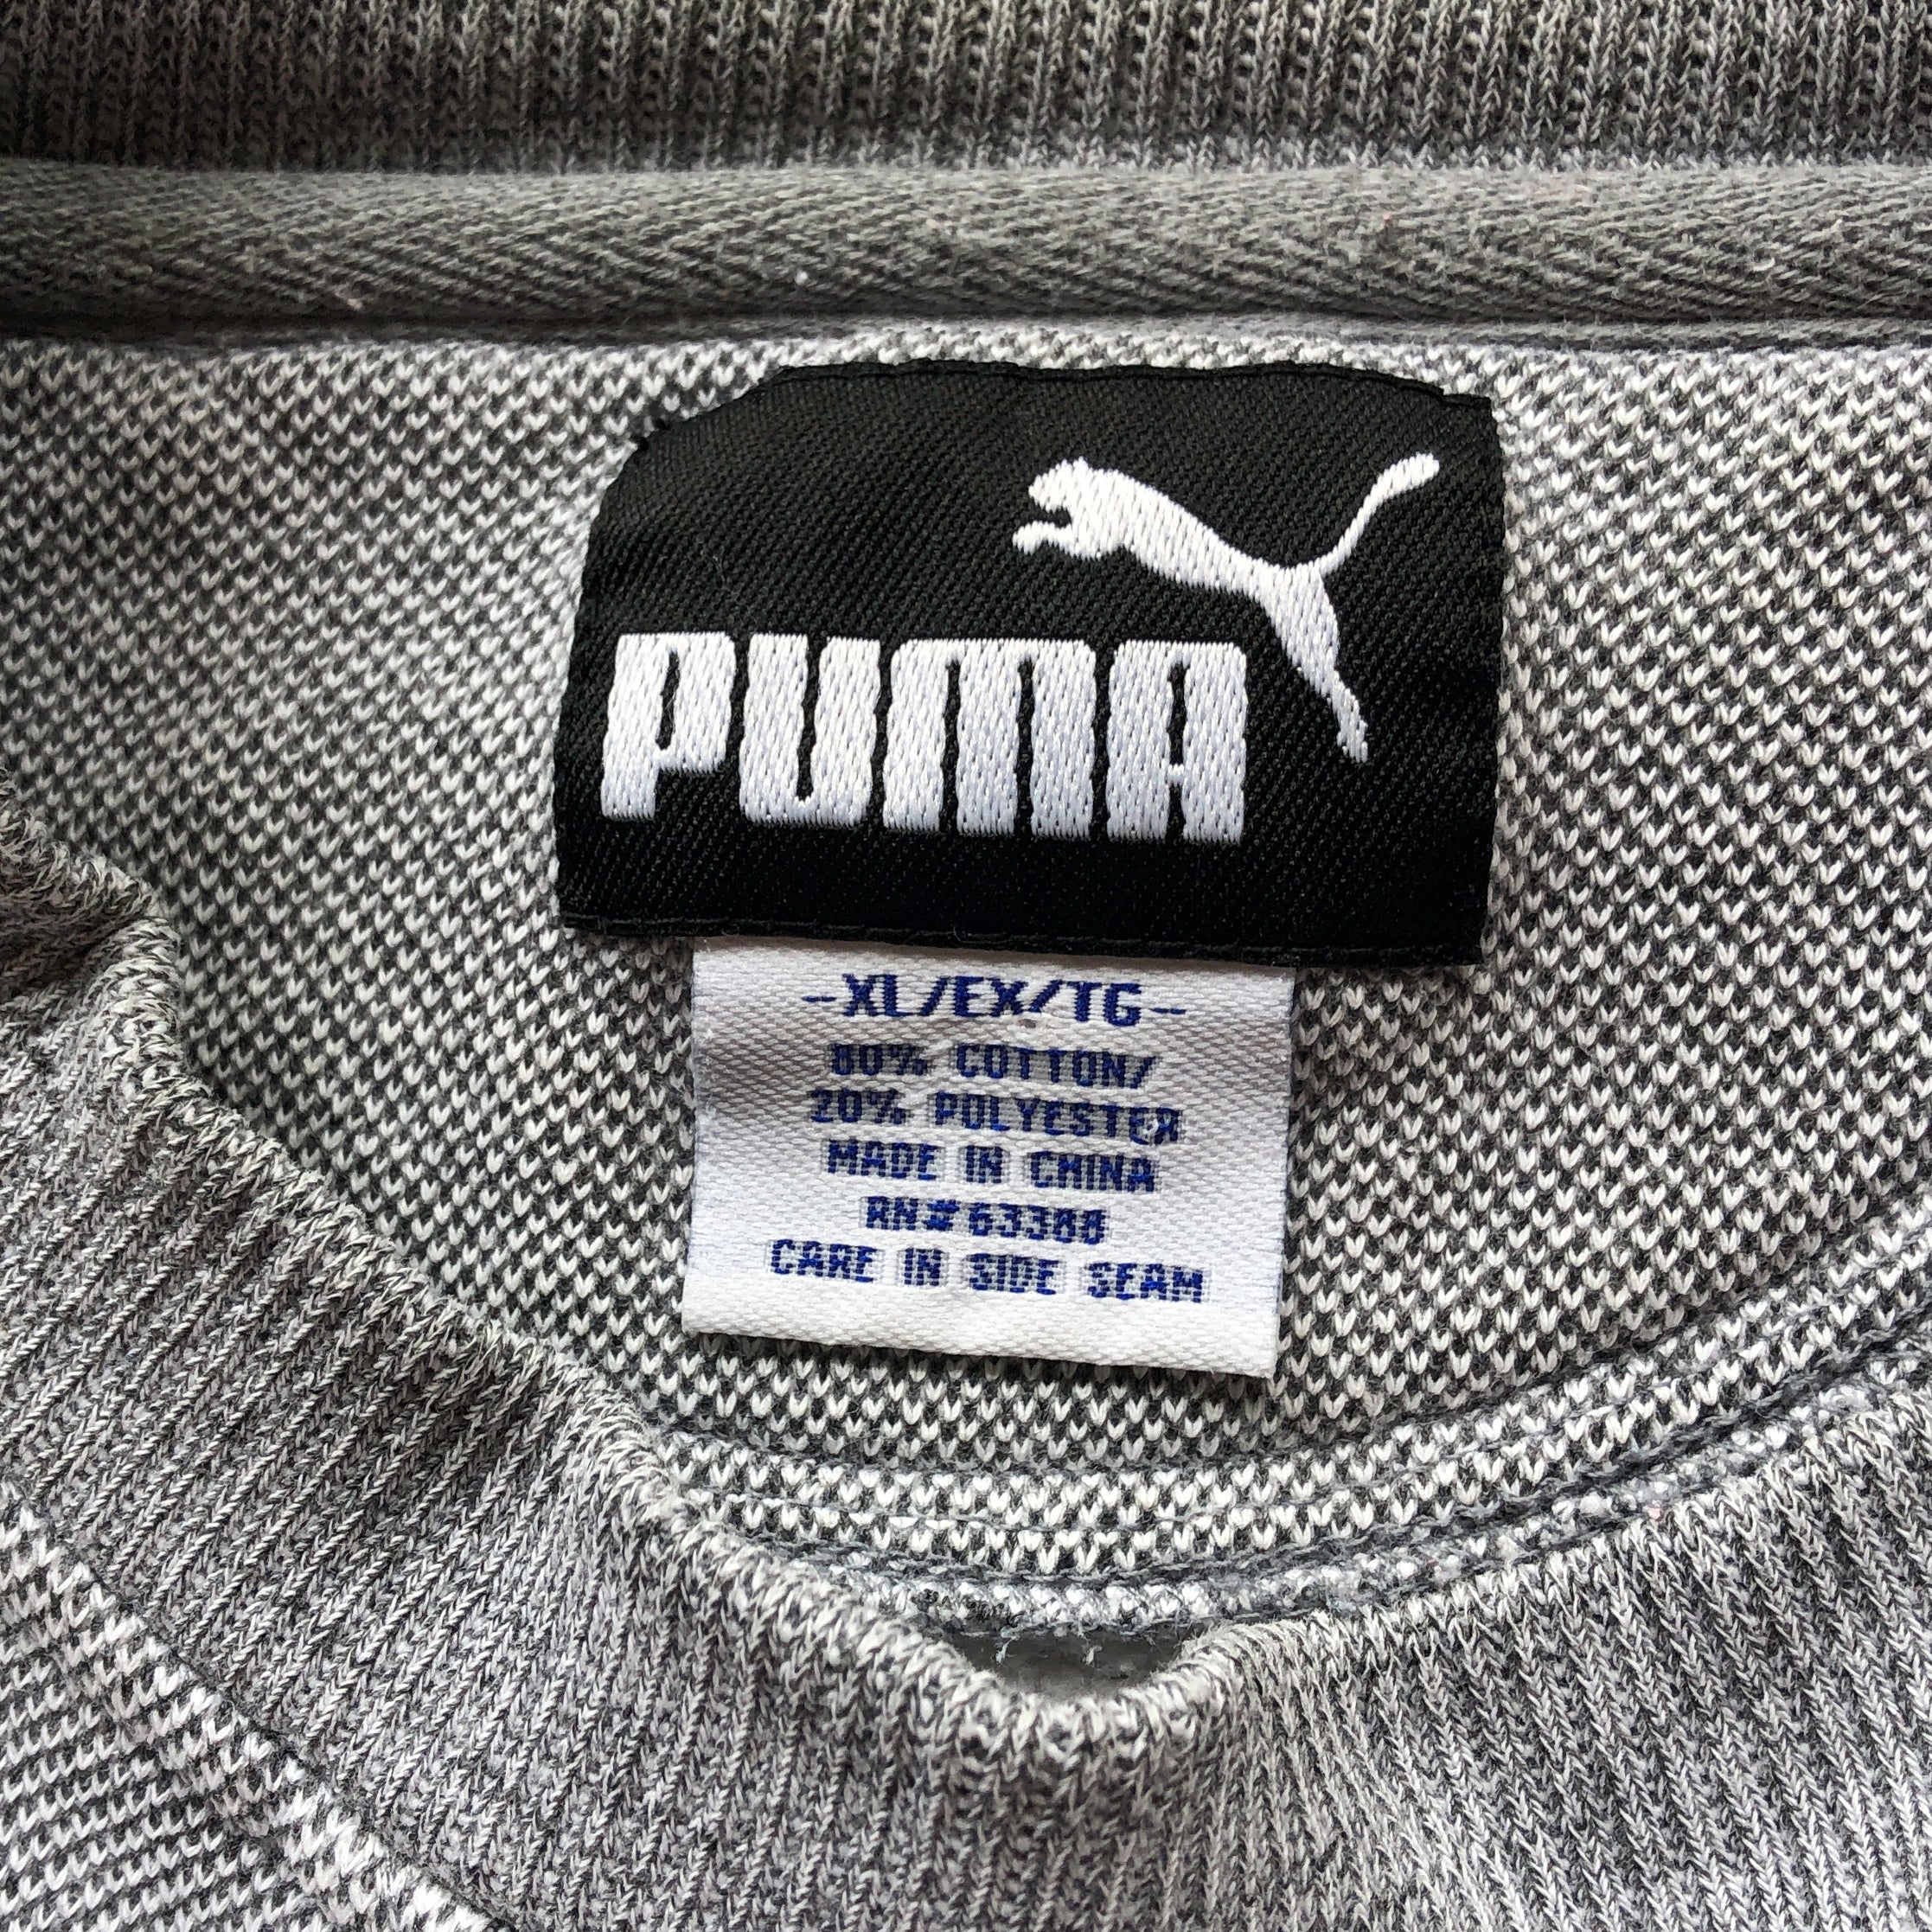 PUMA
-XL/EX/TG-
80% COTTON/
20% POLYESTER
MADE IN CHINA
RN#63388
CARE IN SIDE SEAM